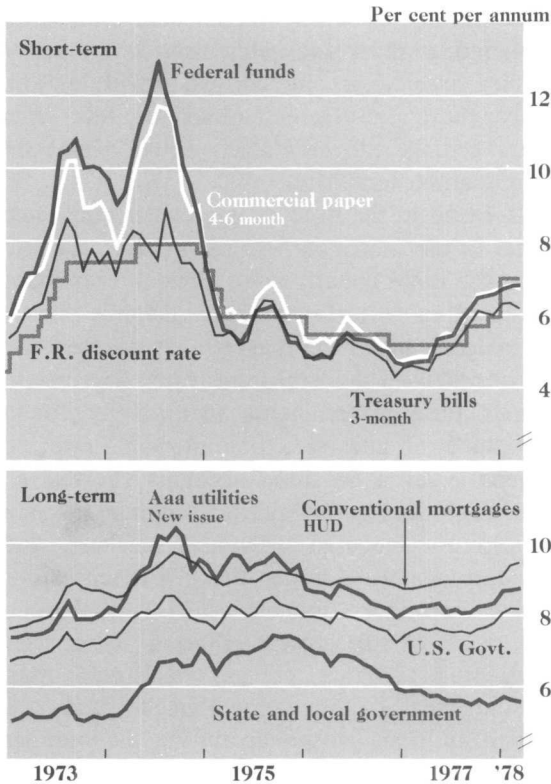 Per cent per annum
Short-term
Federal funds
12
10
Commercial paper
4-6 month
8
6
F.R. discount rate
4
Treasury bills
3-month
Long-term
Aaa utilities
New issue
Conventional mortgages
HUD
10
8
U.S. Govt.
6
State and local government
1973
1975
1977
'78